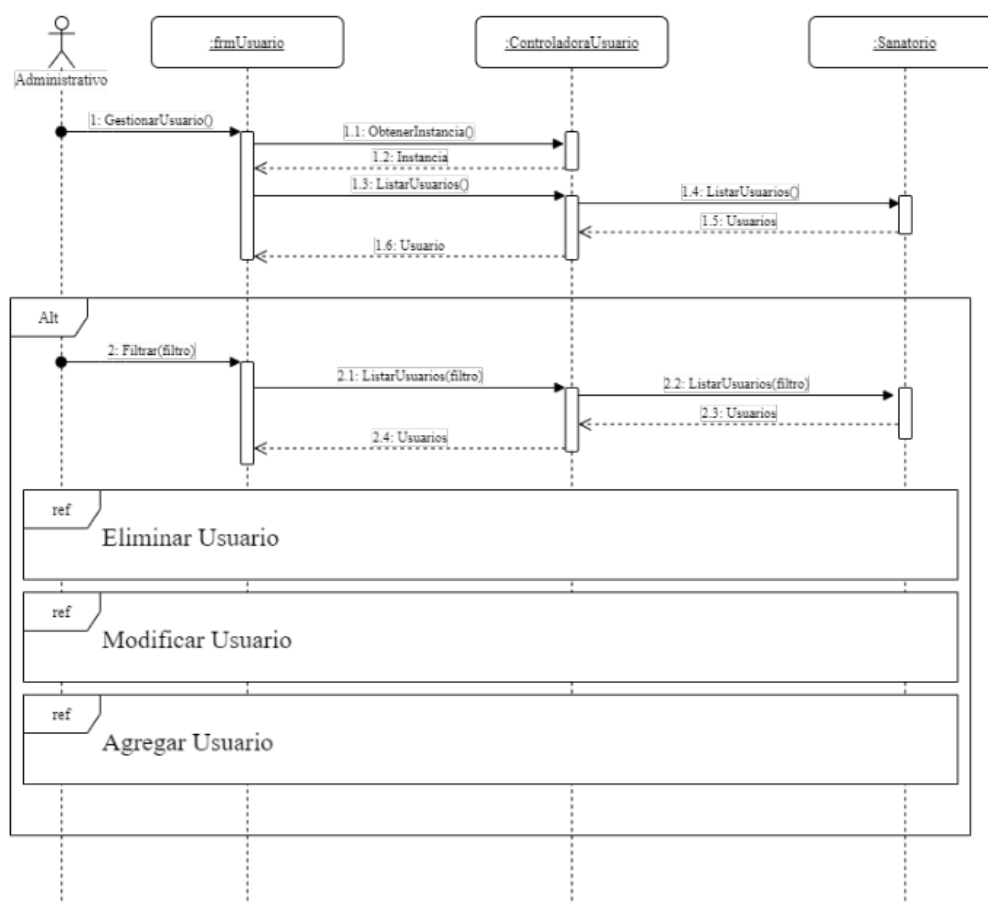 :frmUsuario
:ControladoraUsuario
:Sanatorio
Administrativo
1: GestionarUsuario()
1.1: ObtenerInstancia()
1.2: Instancia
1.3: ListarUsuarios()
1.4: ListarUsuarios()
1.5: Usuarios
1.6: Usuario
Alt
2: Filtrar(filtro)
2.1: ListarUsuarios(filtro)
2.2: ListarUsuarios(filtro)
2.3: Usuarios
2.4: Usuarios
ref
Eliminar Usuario
ref
Modificar Usuario
ref
Agregar Usuario